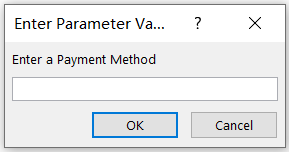 Enter Parameter Va... ?
Enter a Payment Method
OK Cancel